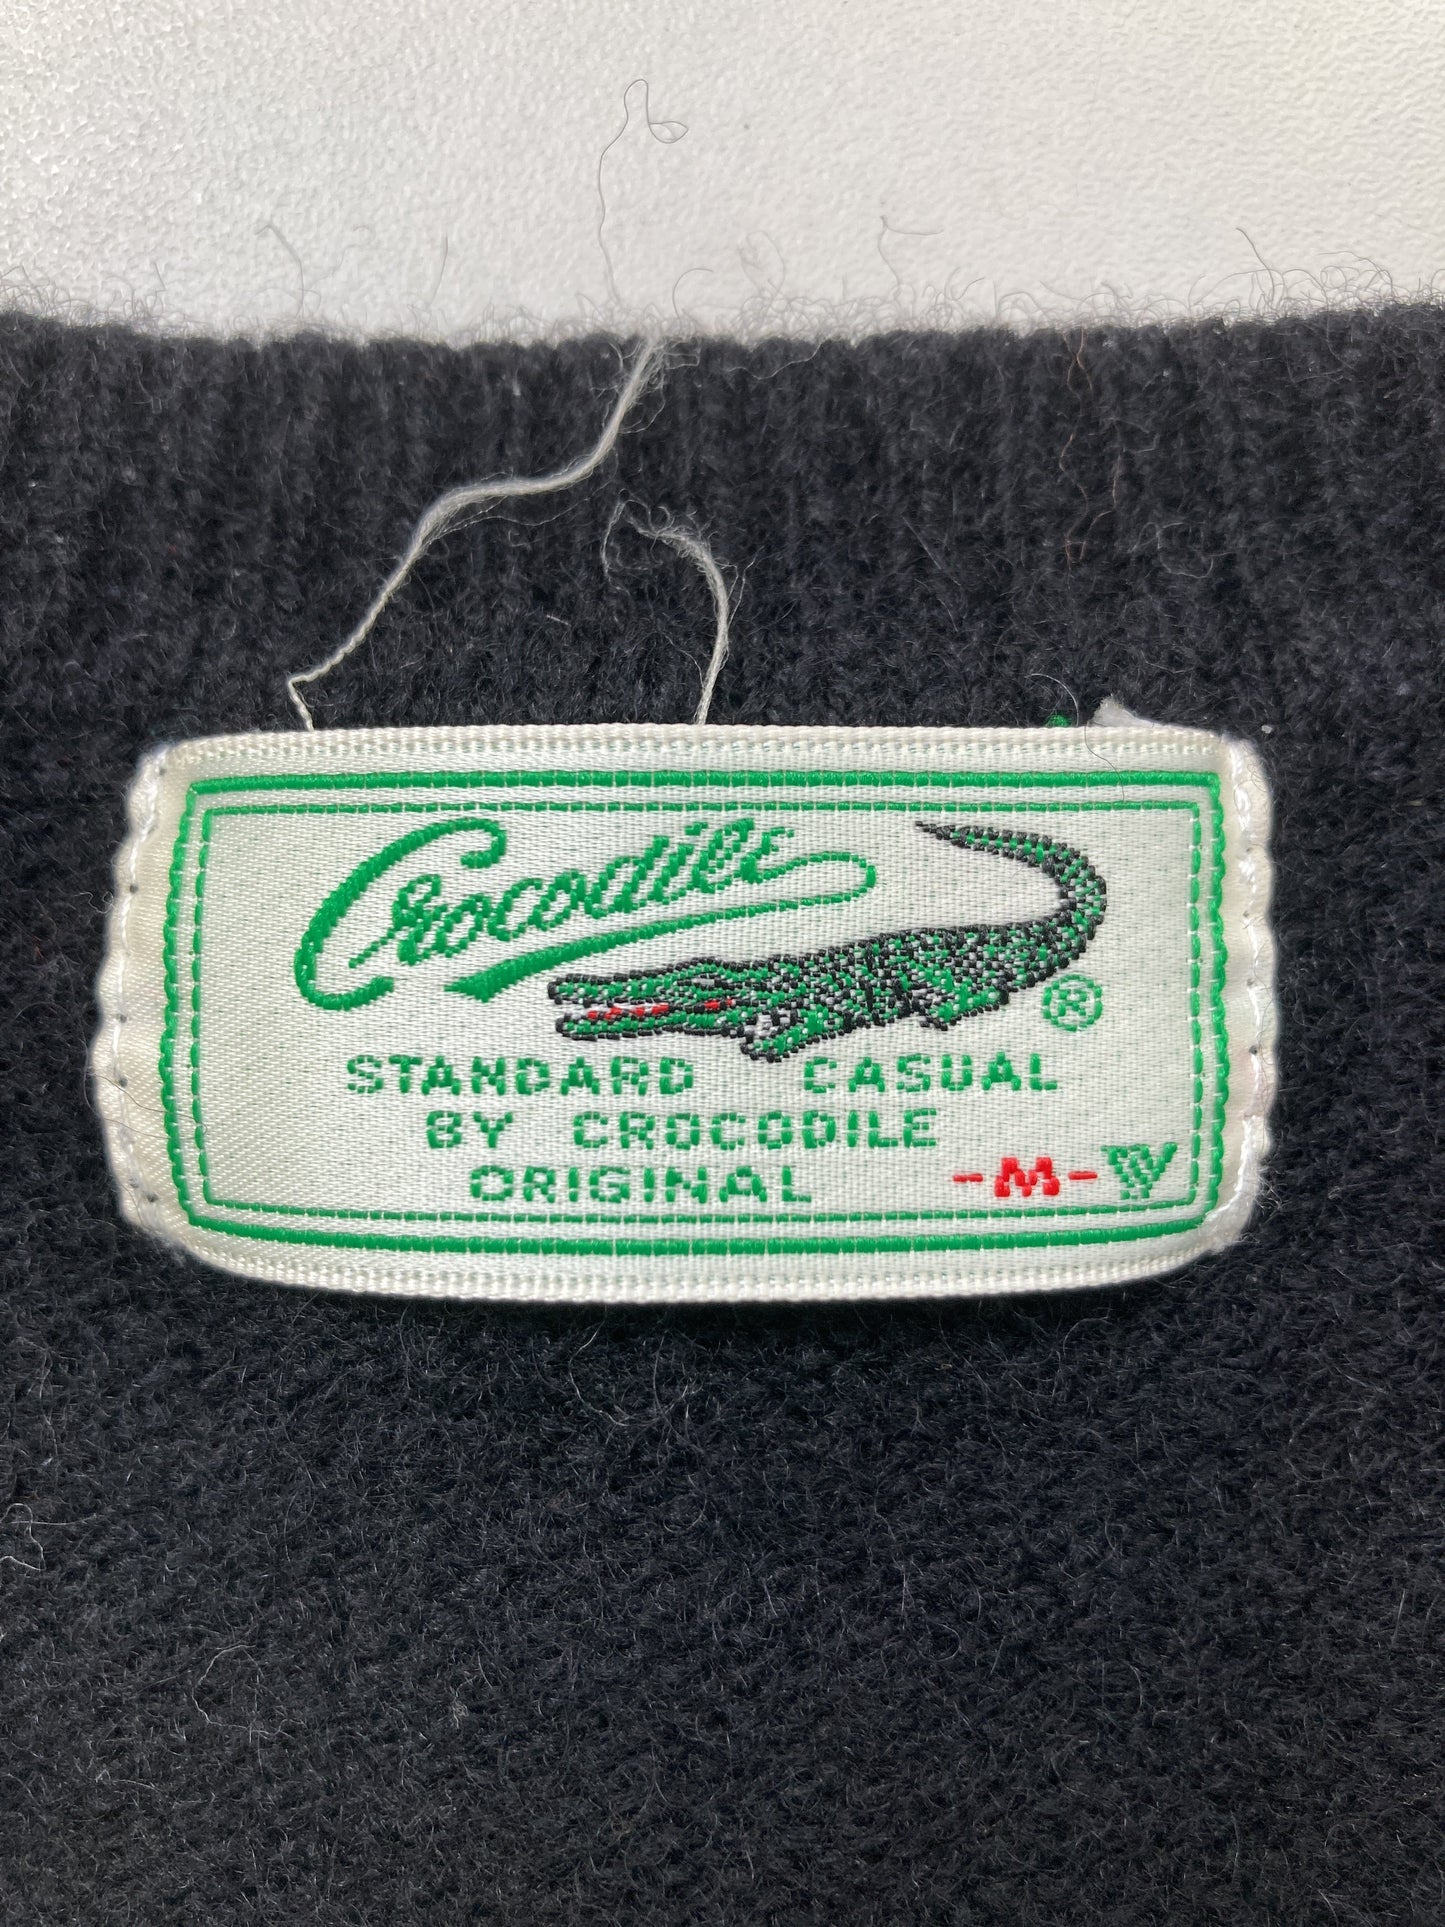 Crocodile
®
STANDARD CASUAL
BY CROCODILE
ORIGINAL -M-